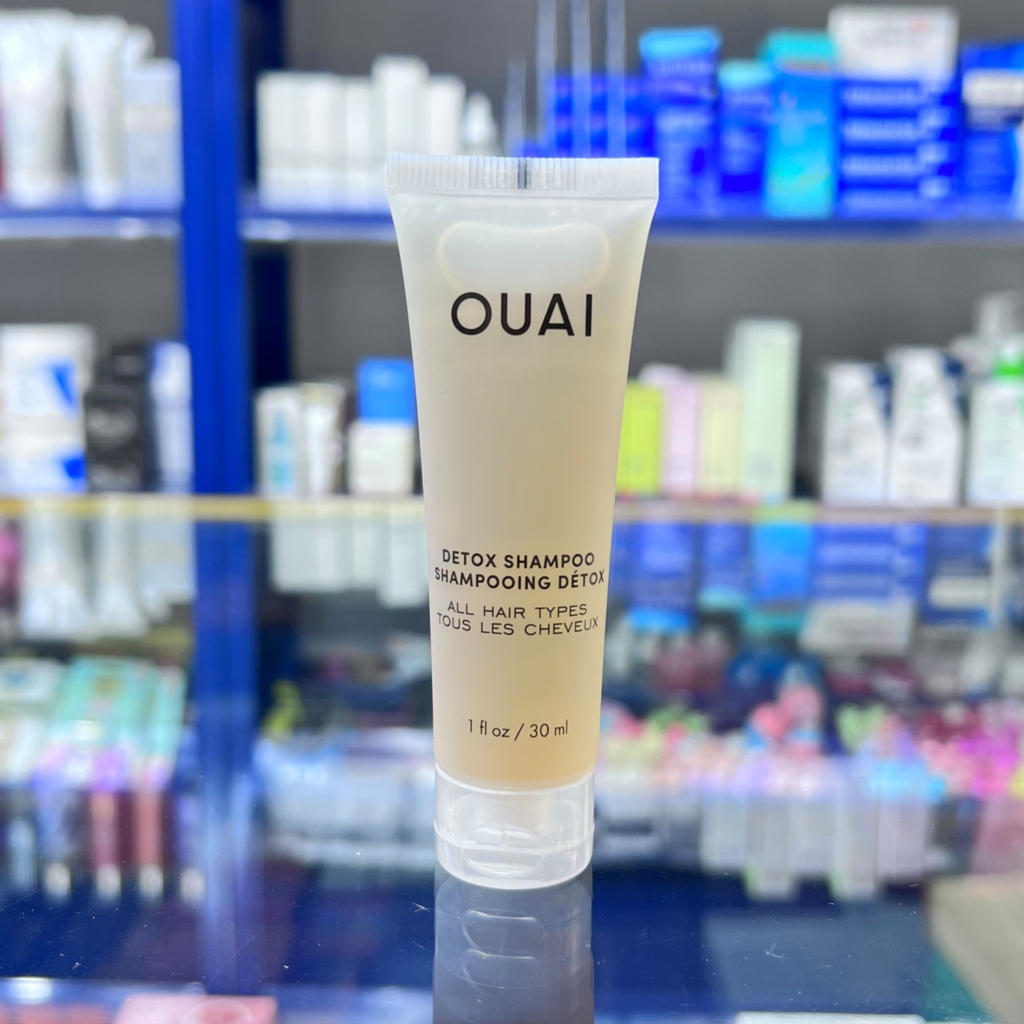 OUAI
DETOX SHAMPOO
SHAMPOOING DÉTOX
ALL HAIR TYPES
TOUS LES CHEVEUX
1 fl oz / 30 ml